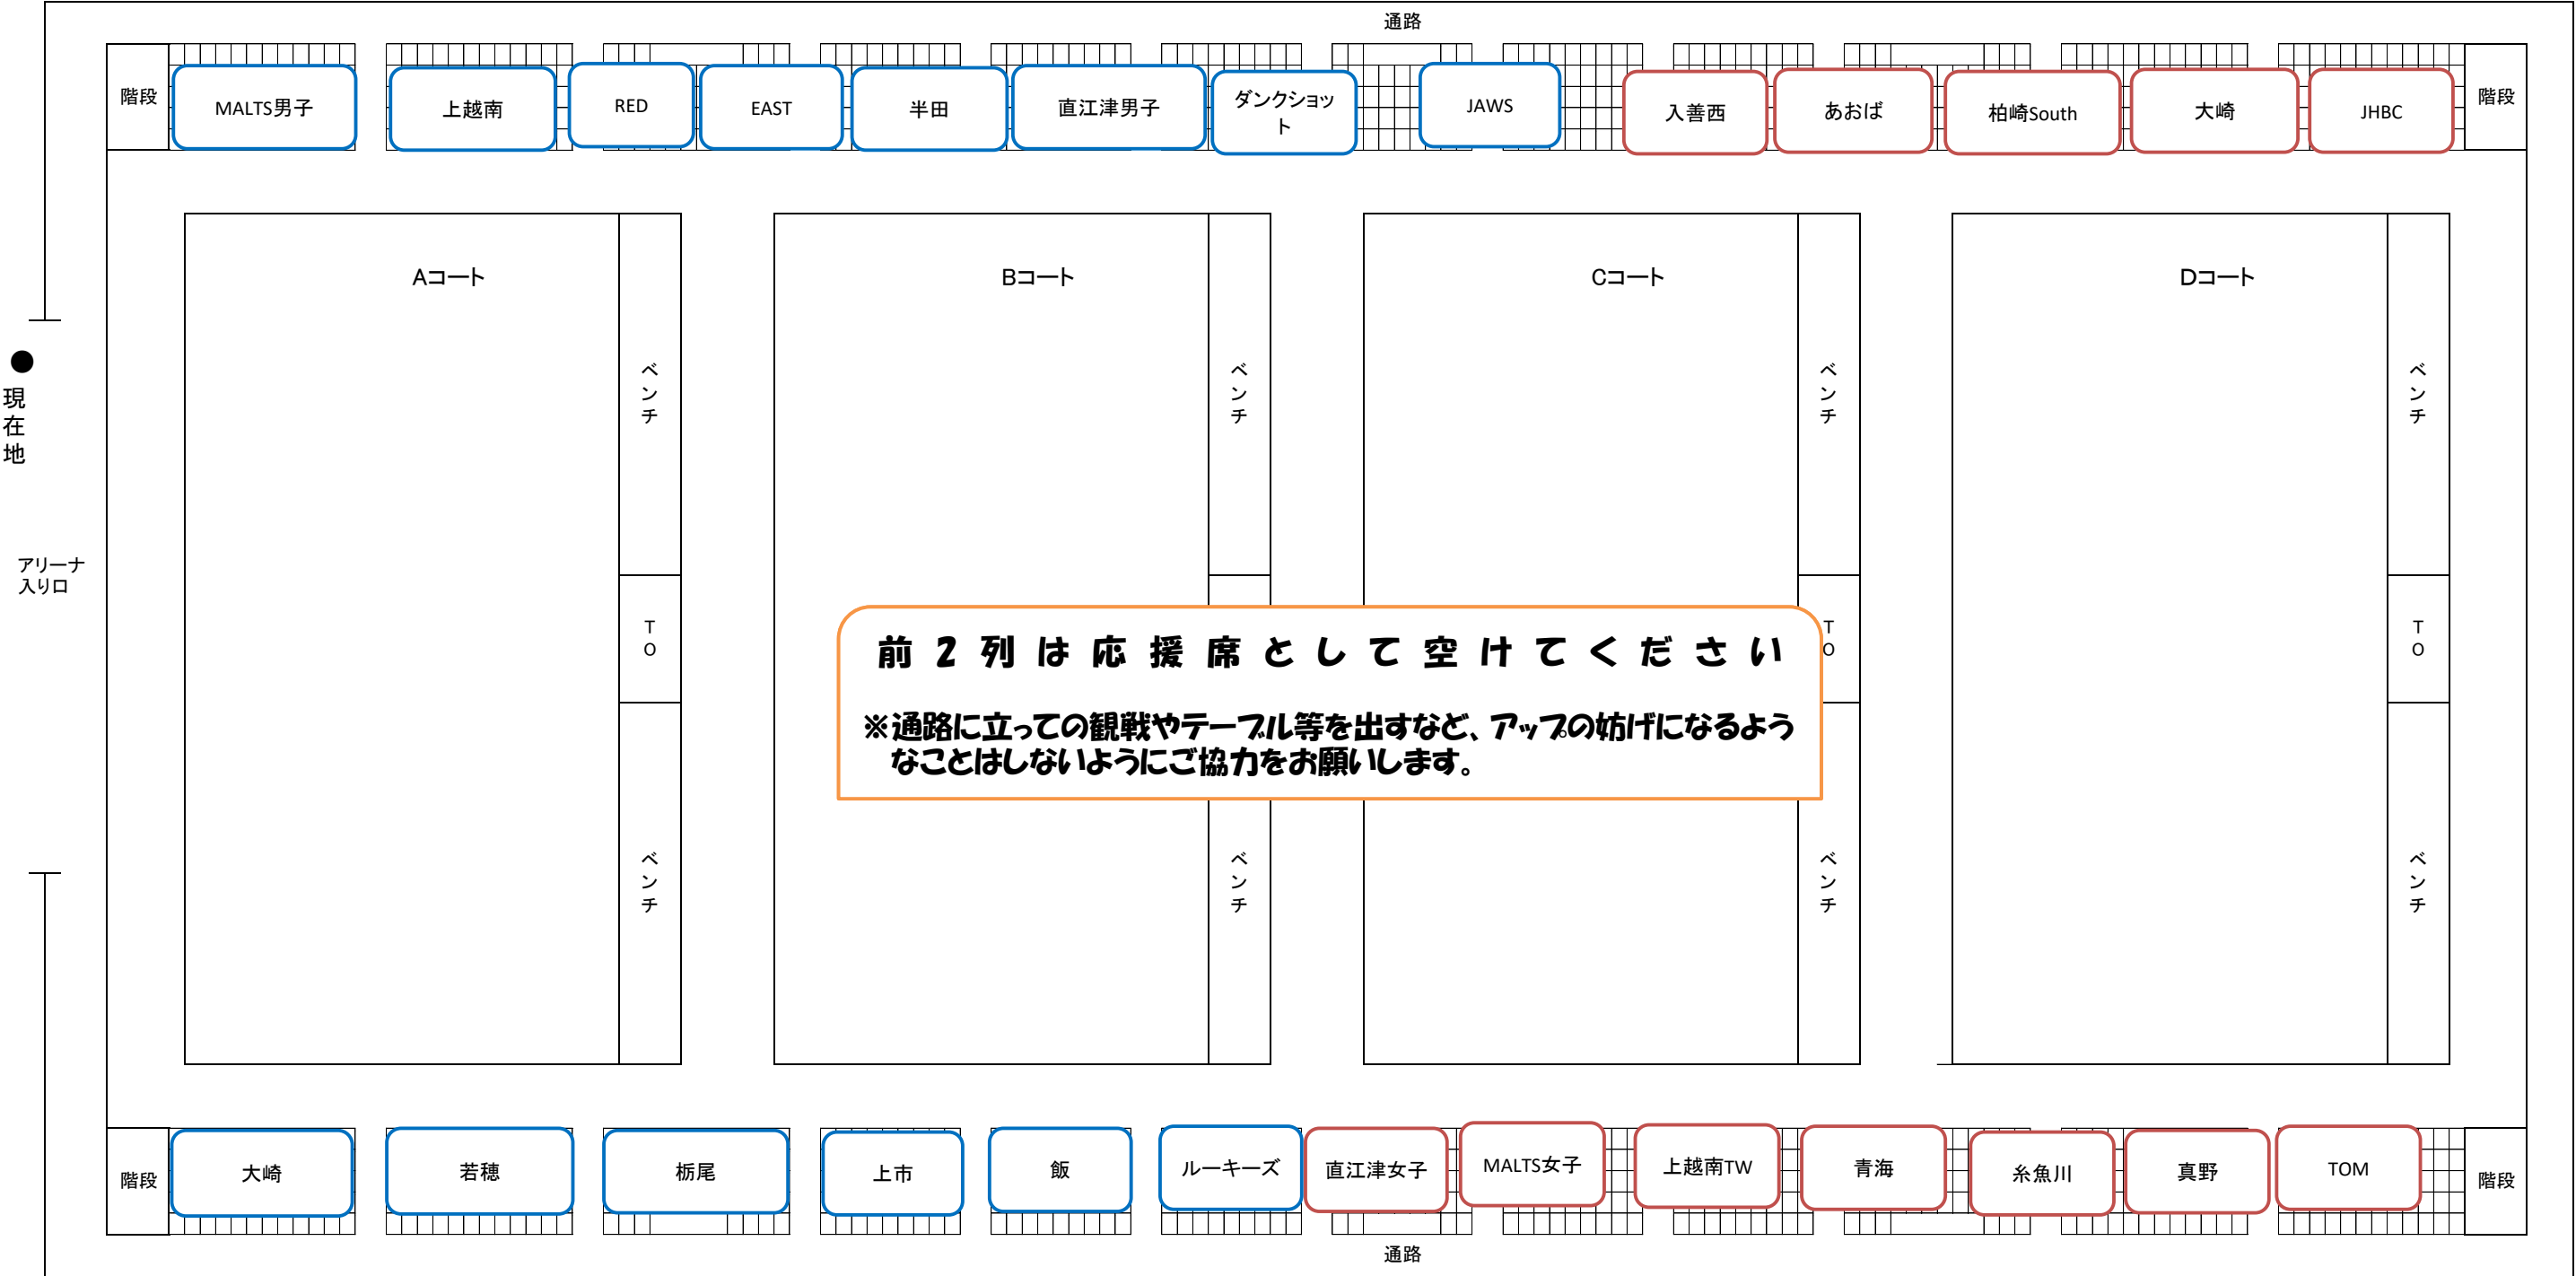 通路
階段
MALTS男子
上越南
RED
EAST
半田
直江津男子
ダンクショッ
ト
JAWS
入善西
あおば
柏崎South
大崎
JHBC
階段
Aコート
Bコート
Cコート
Dコート
ベンチ
ベンチ
ベンチ
ベンチ
現在地
アリーナ
入り口
TO
TO
TO
前2列は応援席として空けてください
※通路に立っての観戦やテーブル等を出すなど、アップの妨げになるよう
なことはしないようにご協力をお願いします。
ベンチ
ベンチ
ベンチ
ベンチ
階段
大崎
若穂
栃尾
上市
飯
ルーキーズ
直江津女子
MALTS女子
上越南TW
青海
糸魚川
真野
TOM
階段
通路